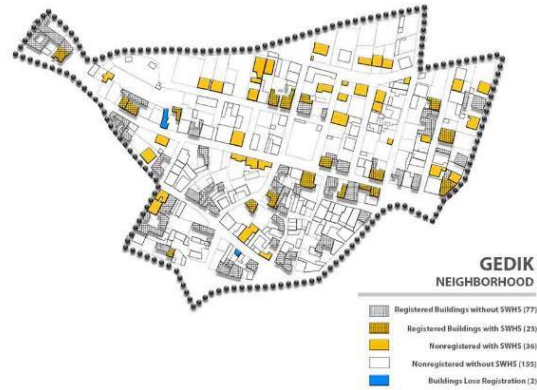 GEDIK
NEIGHBORHOOD
Registered Buildings without SWHS (77)
Registered Buildings with SWHS (23)
Nonregistered with SWHS (36)
Nonregistered without SWHS (155)
Buildings Lose Registration (2)